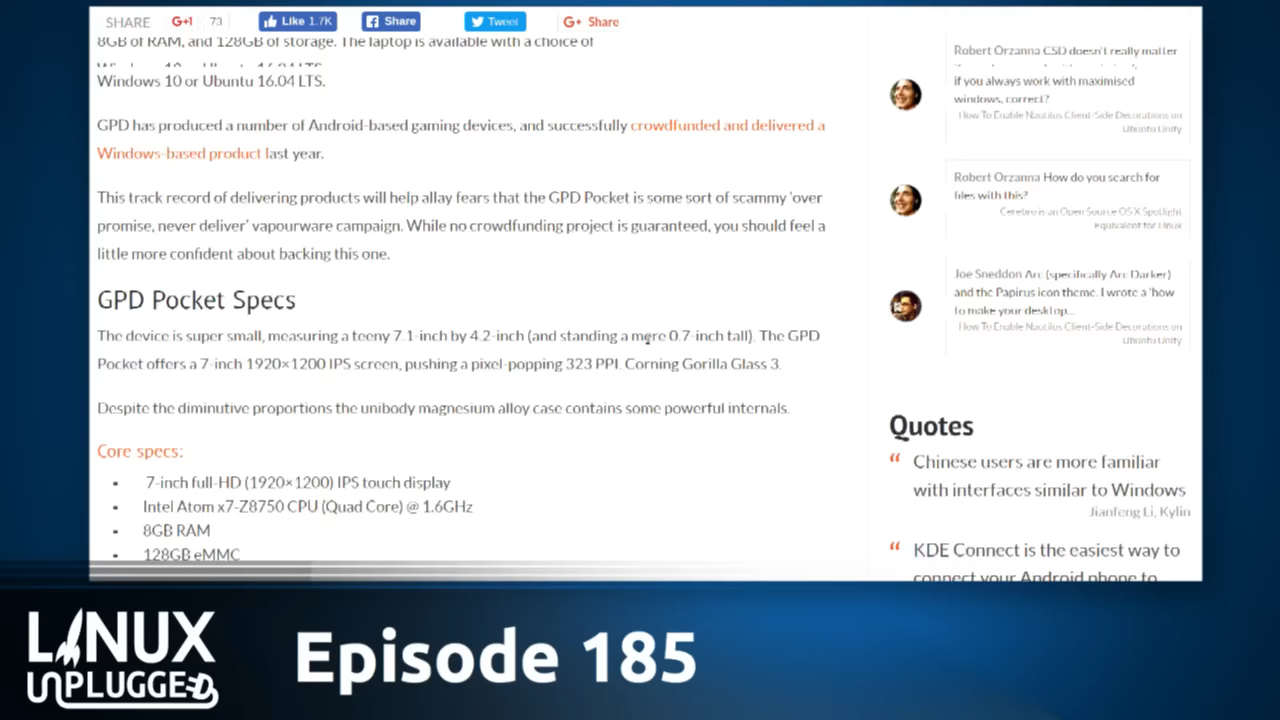 SHARE G+1 73 Like 1.7K Share Tweet G+ Share
8GB of RAM, and 128GB of storage. The laptop is available with a choice of
Windows 10 or Ubuntu 16.04 LTS.
GPD has produced a number of Android-based gaming devices, and successfully crowdfunded and delivered a
Windows-based product last year.
This track record of delivering products will help allay fears that the GPD Pocket is some sort of scammy 'over
promise, never deliver' vapourware campaign. While no crowdfunding project is guaranteed, you should feel a
little more confident about backing this one.
GPD Pocket Specs
The device is super small, measuring a teeny 7.1-inch by 4.2-inch (and standing a mere 0.7-inch tall). The GPD
Pocket offers a 7-inch 1920×1200 IPS screen, pushing a pixel-popping 323 PPI. Corning Gorilla Glass 3.
Despite the diminutive proportions the unibody magnesium alloy case contains some powerful internals.
Core specs:
7-inch full-HD (1920×1200) IPS touch display
Intel Atom x7-Z8750 CPU (Quad Core) @ 1.6GHz
8GB RAM
128GB eMMC
Robert Orzanna CSD doesn't really matter
if you always work with maximised
windows, correct?
How To Enable Nautilus Client-Side Decorations on
Ubuntu Unity
Robert Orzanna How do you search for
files with this?
Cerebro is an Open Source OS X Spotlight
Equivalent for Linux
Joe Sneddon Arc (specifically Arc Darker)
and the Papirus icon theme. I wrote a 'how
to make your desktop...
How To Enable Nautilus Client-Side Decorations on
Ubuntu Unity
Quotes
“ Chinese users are more familiar
with interfaces similar to Windows
Jianfeng Li, Kylin
“ KDE Connect is the easiest way to
connect your Android phone to
LINUX
UNPLUGGED
Episode 185